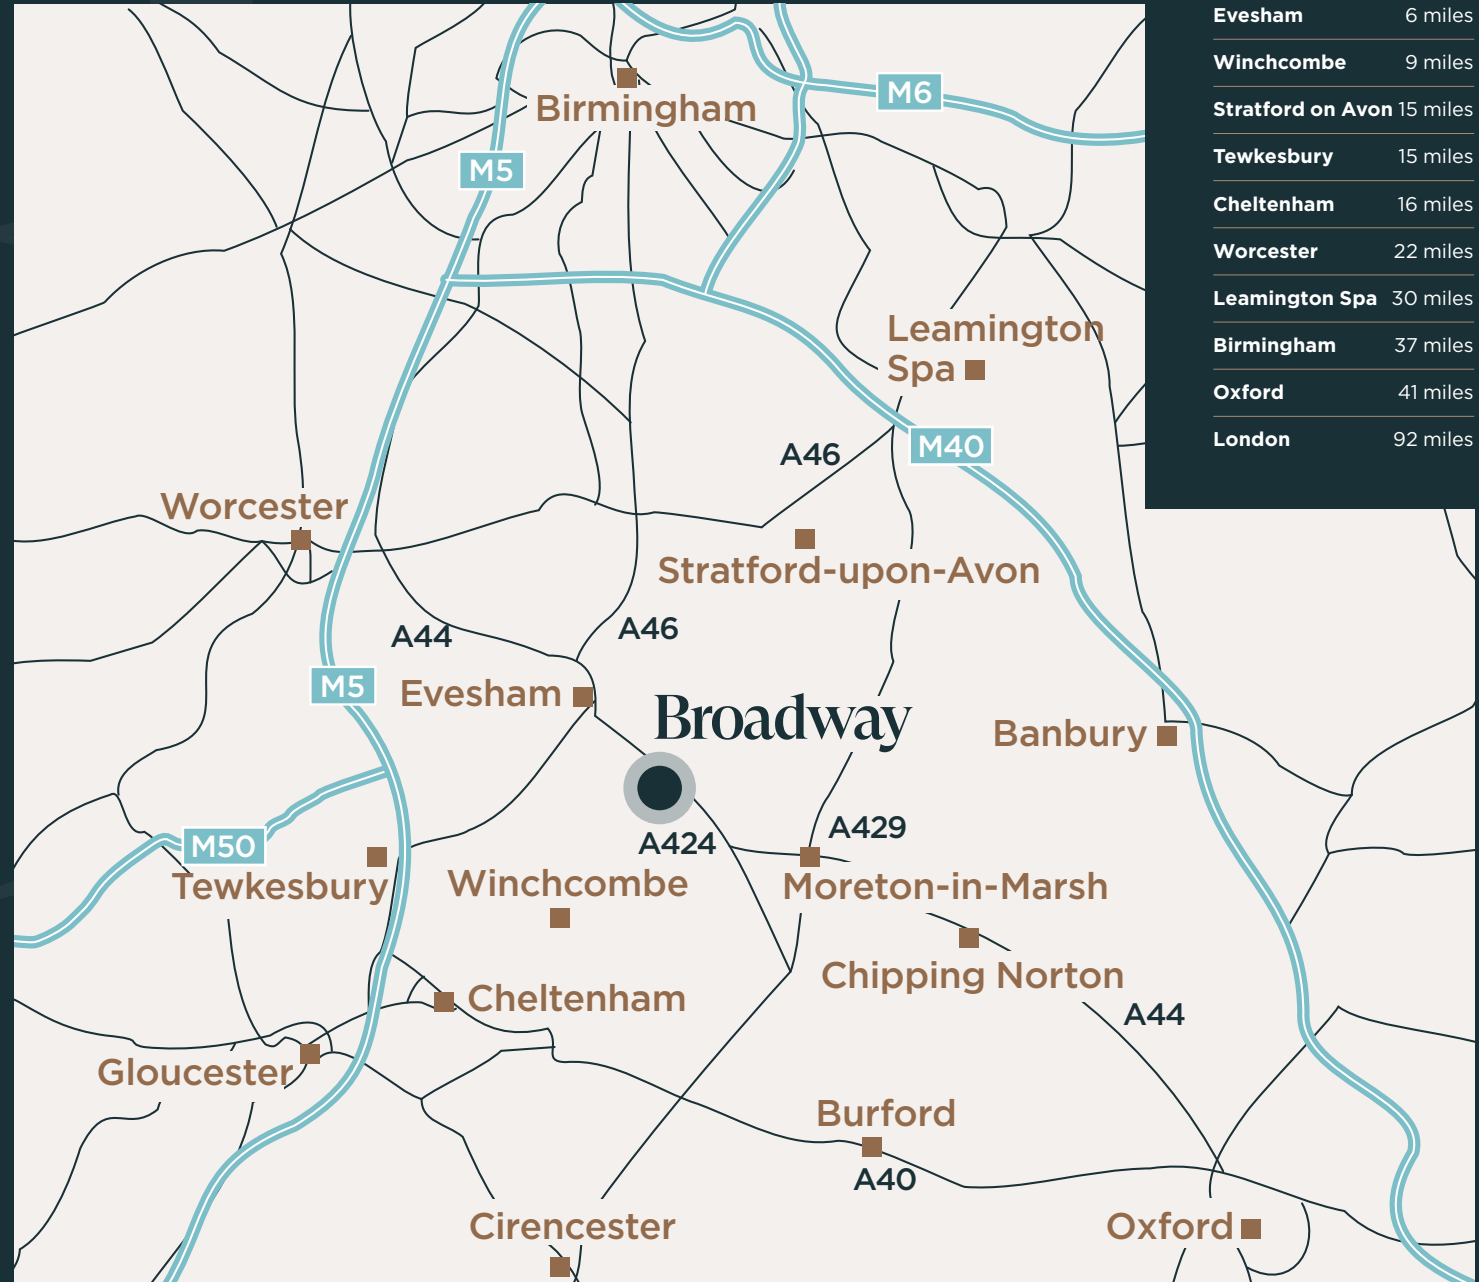 Evesham 6 miles
Winchcombe 9 miles
Stratford on Avon 15 miles
Tewkesbury 15 miles
Cheltenham 16 miles
Worcester 22 miles
Leamington Spa 30 miles
Birmingham 37 miles
Oxford 41 miles
London 92 miles
M6
Birmingham
M5
Leamington
Spa
M40
A46
Worcester
Stratford-upon-Avon
A44
A46
M5
Evesham
Broadway
Banbury
A429
A424
M50
Tewkesbury
Winchcombe
Moreton-in-Marsh
Chipping Norton
Cheltenham
A44
Gloucester
Burford
A40
Cirencester
Oxford